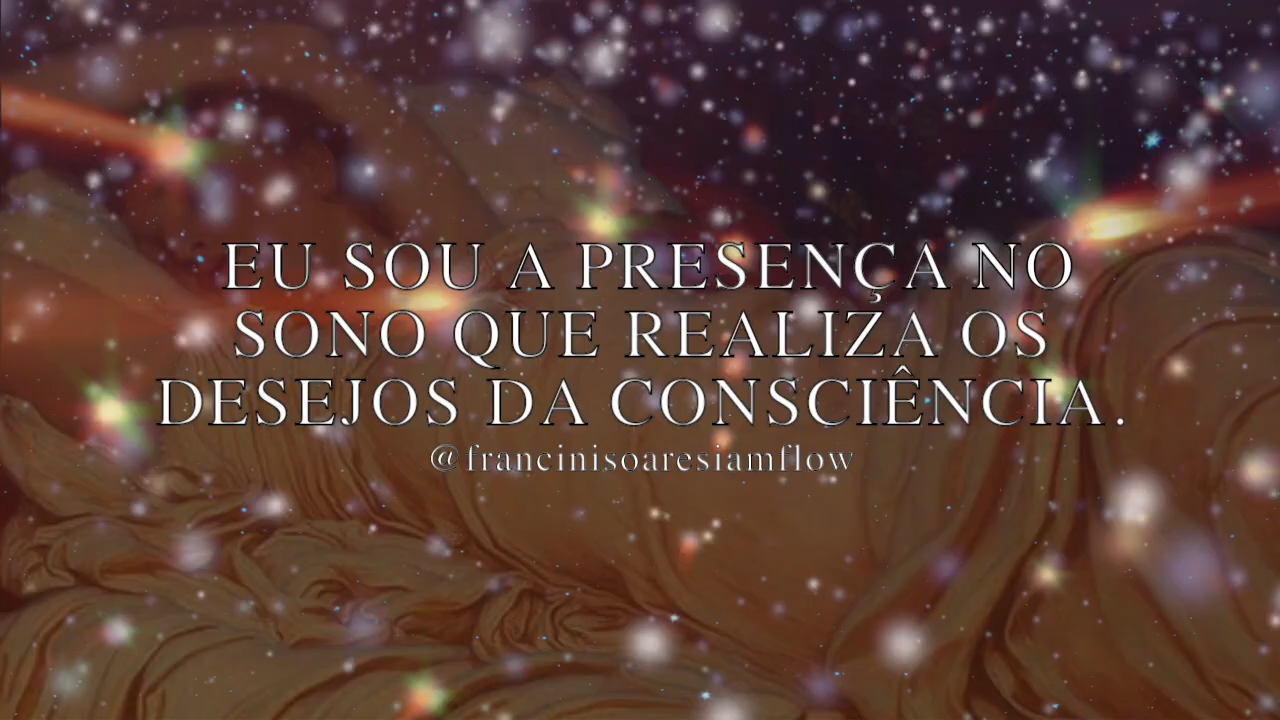 EU SOU A PRESENÇA NO
SONO QUE REALIZA OS
DESEJOS DA CONSCIÊNCIA.
@francinisoaresiamflow